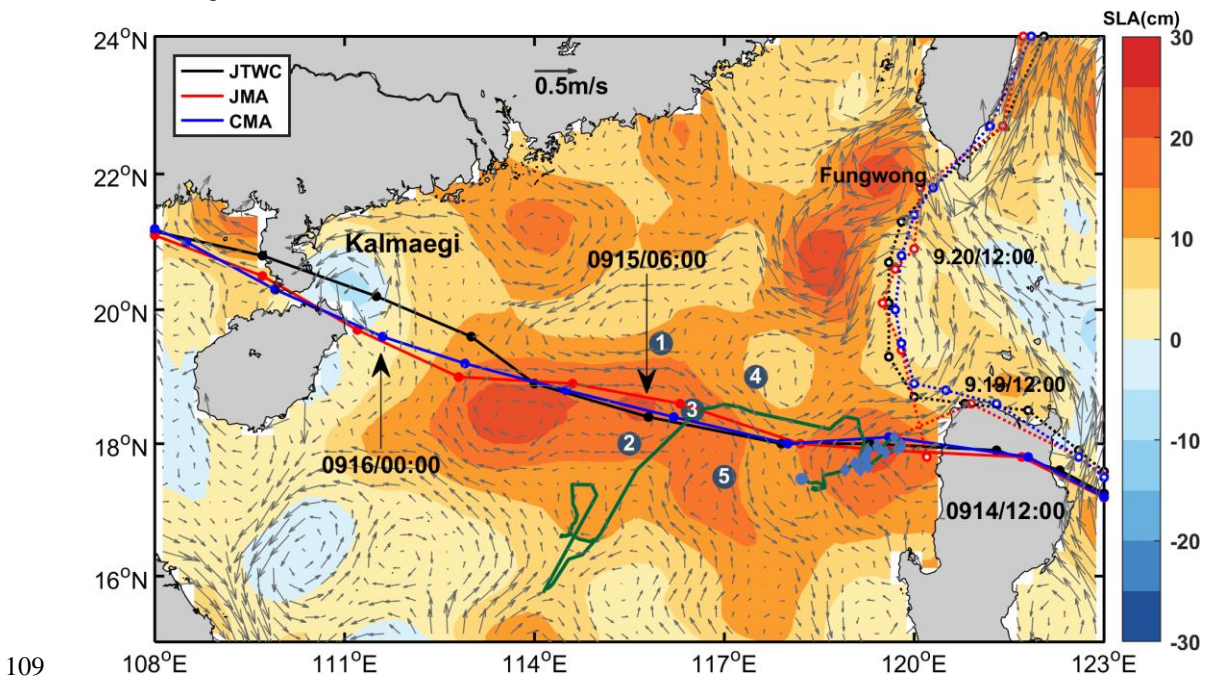 SLA(cm)
24°N
22°N
20°N
18°N
16°N
JTWC
JMA
CMA
0.5m/s
30
20
10
0
-10
-20
-30
Fungwong
Kalmaegi
0915/06:00
9.20/12:00
1
4
9.19/12:00
3
2
0916/00:00
5
0914/12:00
109
108°E
111°E
114°E
117°E
120°E
123°E